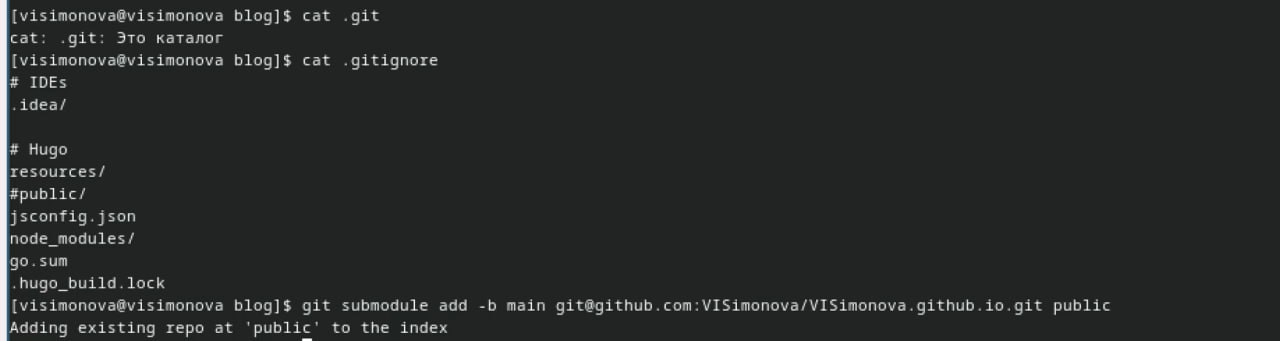 [visimonova@visimonova blog]$ cat .git
cat: .git: Это каталог
[visimonova@visimonova blog]$ cat .gitignore
# IDEs
.idea/
# Hugo
resources/
#public/
jsconfig.json
node_modules/
go.sum
.hugo_build.lock
[visimonova@visimonova blog]$ git submodule add -b main git@github.com:VISimonova/VISimonova.github.io.git public
Adding existing repo at 'public' to the index